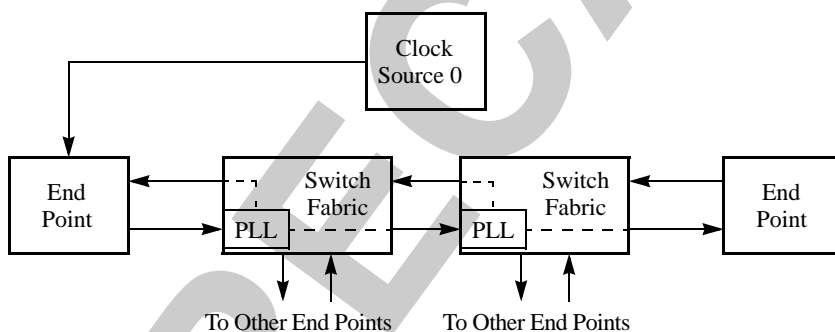 Clock
Source 0
End
Point
PLL
Switch
Fabric
PLL
Switch
Fabric
End
Point
To Other End Points
To Other End Points